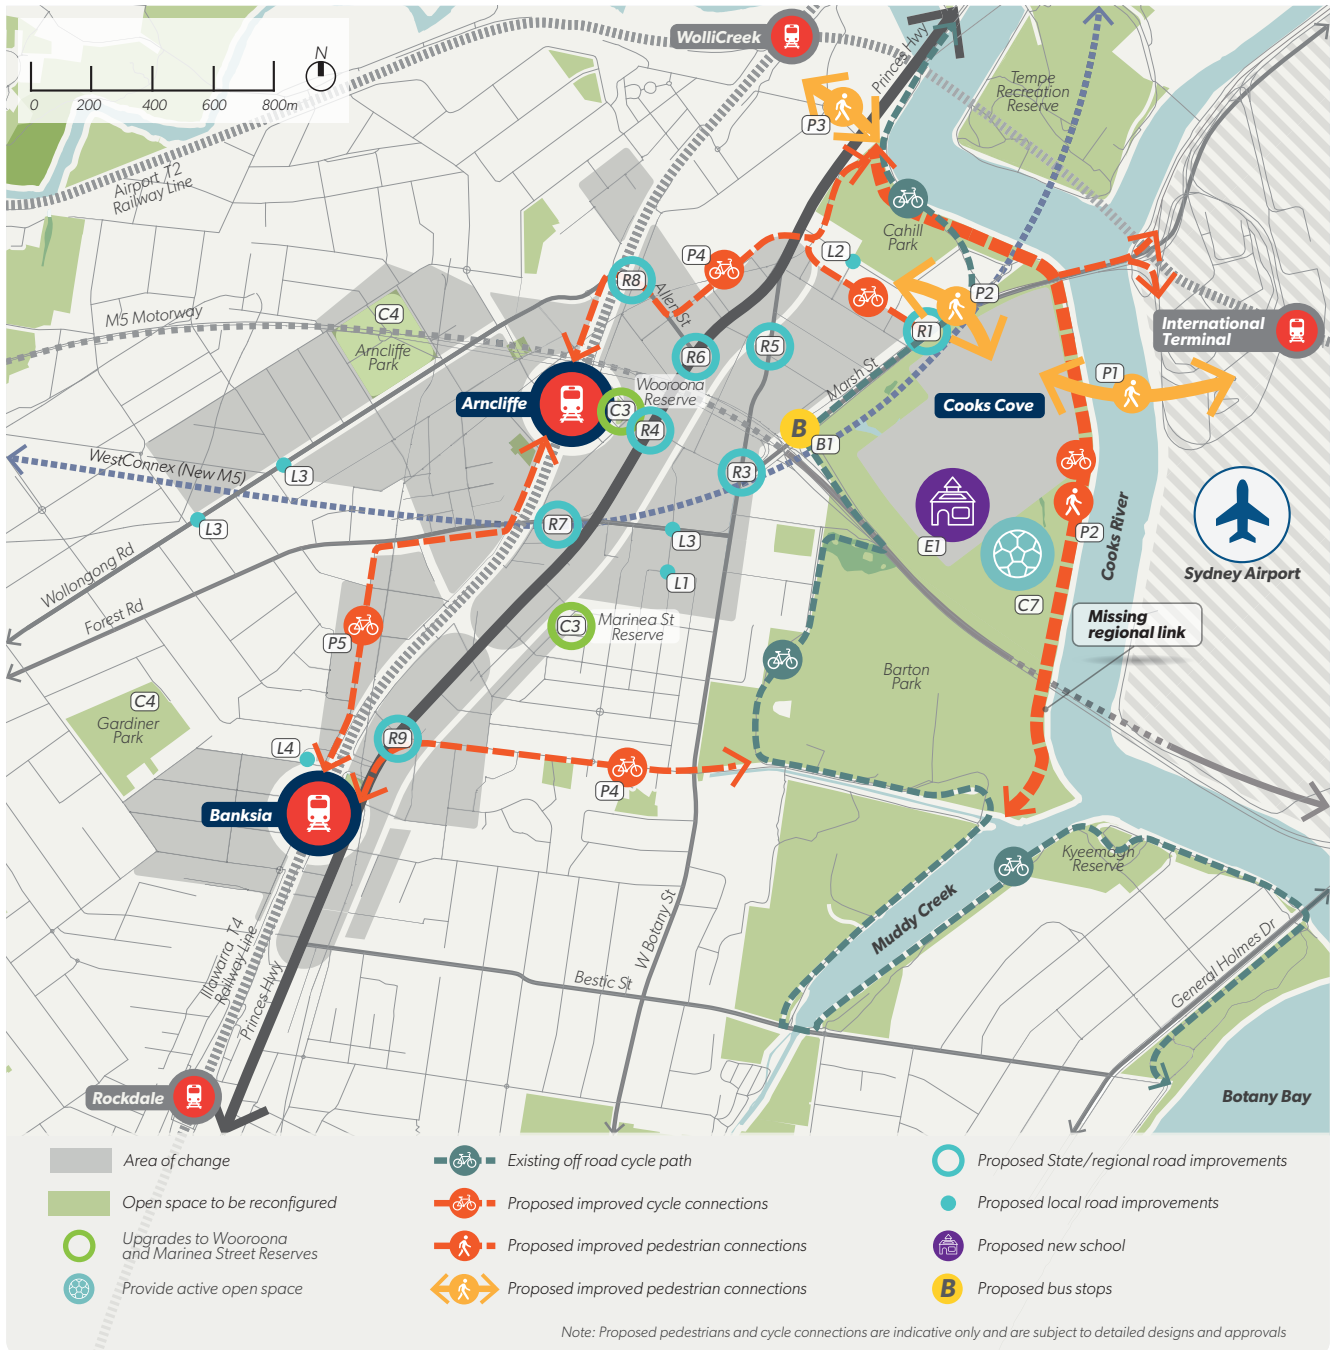 WolliCreek
N
0 200 400 600 800m
Princes Hwy
Tempe
Recreation
Reserve
P3
Airport T2
Railway Line
Cahill
Park
L2
P4
R8
Allen St
P2
M5 Motorway
C4
Arncliffe
Park
R1
International
Terminal
R5
R6
P1
Marsh St
Wooroona
Reserve
Arncliffe
C3
Cooks Cove
R4
B
B1
WestConnex (New M5)
L3
R3
L3
R7
L3
E1
P2
Cooks River
Sydney Airport
Wollongong Rd
L1
C7
Forest Rd
C3
Marinea St
Reserve
Missing
regional link
P5
Barton
Park
C4
Gardiner
Park
R9
L4
P4
Banksia
Kyeemagh
Reserve
Muddy Creek
W Botany St
Illawarra T4
Railway Line
Princes Hwy
Bestic St
General Holmes Dr
Rockdale
Botany Bay
Area of change
Open space to be reconfigured
Upgrades to Wooroona
and Marinea Street Reserves
Provide active open space
Existing off road cycle path
Proposed improved cycle connections
Proposed improved pedestrian connections
Proposed improved pedestrian connections
Proposed State/regional road improvements
Proposed local road improvements
Proposed new school
B Proposed bus stops
Note: Proposed pedestrians and cycle connections are indicative only and are subject to detailed designs and approvals